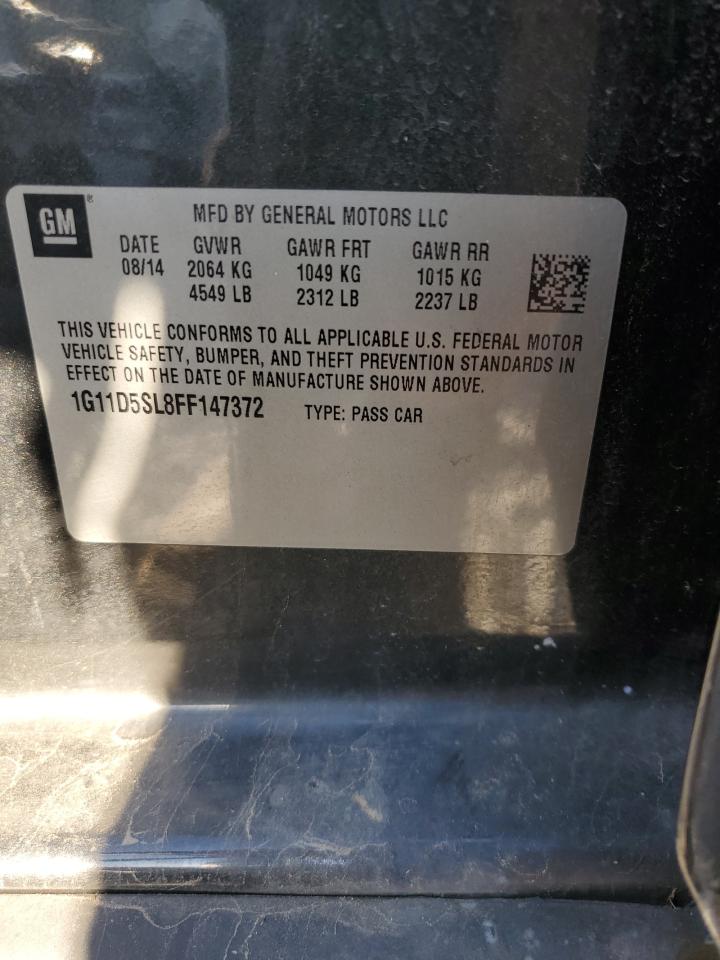 GM ®
MFD BY GENERAL MOTORS LLC
DATE GVWR GAWR FRT GAWR RR
08/14 2064 KG 1049 KG 1015 KG
4549 LB 2312 LB 2237 LB
THIS VEHICLE CONFORMS TO ALL APPLICABLE U.S. FEDERAL MOTOR
VEHICLE SAFETY, BUMPER, AND THEFT PREVENTION STANDARDS IN
EFFECT ON THE DATE OF MANUFACTURE SHOWN ABOVE.
1G11D5SL8FF147372 TYPE: PASS CAR